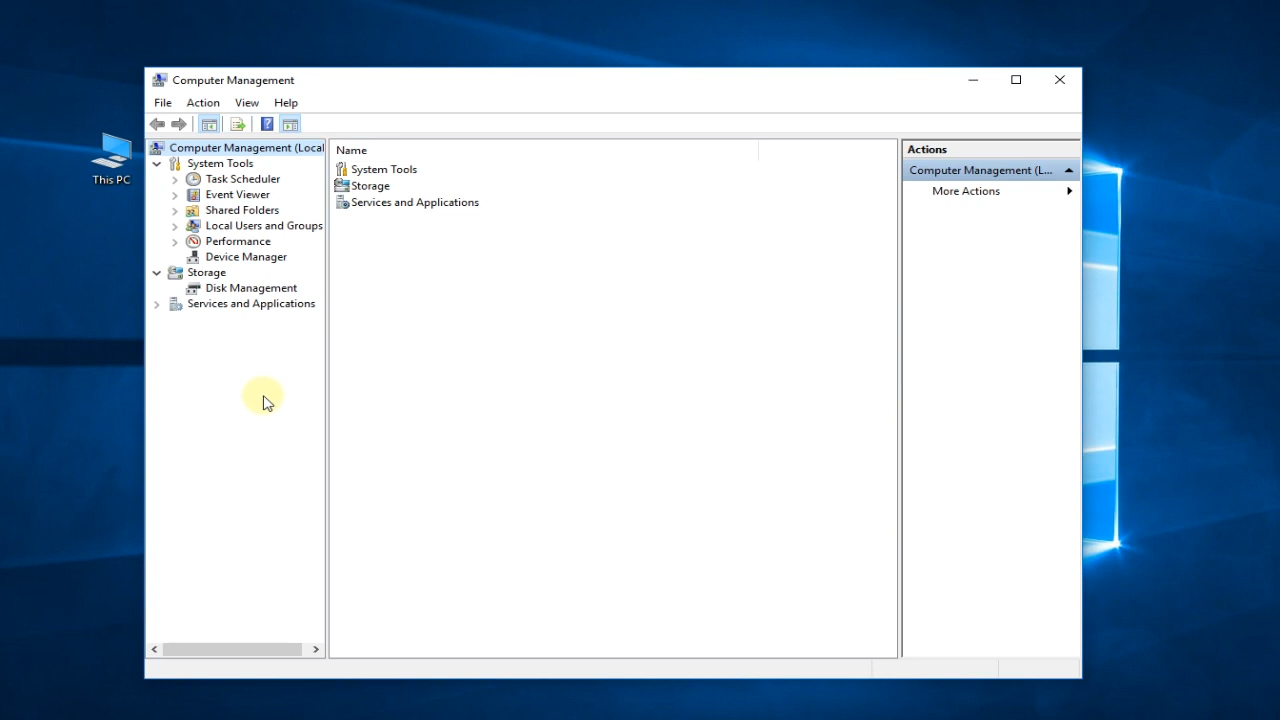 Computer Management
File Action View Help
Computer Management (Local
System Tools
Task Scheduler
Event Viewer
Shared Folders
Local Users and Groups
Performance
Device Manager
Storage
Disk Management
Services and Applications
Name
System Tools
Storage
Services and Applications
Actions
Computer Management (L...
More Actions
This PC